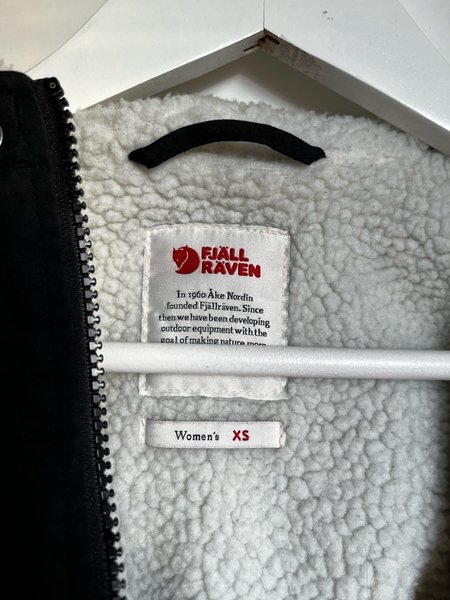 FJÄLL
RÄVEN
In 1960 Åke Nordin
founded Fjällräven. Since
then we have been developing
outdoor equipment with the
goal of making nature more
Women's XS